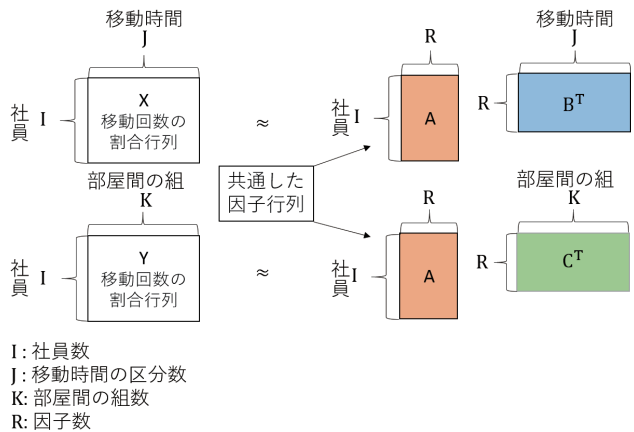 移動時間
J
社員 I
X
移動回数の
割合行列
≈
R
社員 I
A
移動時間
J
R
Bᵀ
共通した
因子行列
部屋間の組
K
社員 I
Y
移動回数の
割合行列
≈
R
社員 I
A
部屋間の組
K
R
Cᵀ
I : 社員数
J : 移動時間の区分数
K: 部屋間の組数
R: 因子数